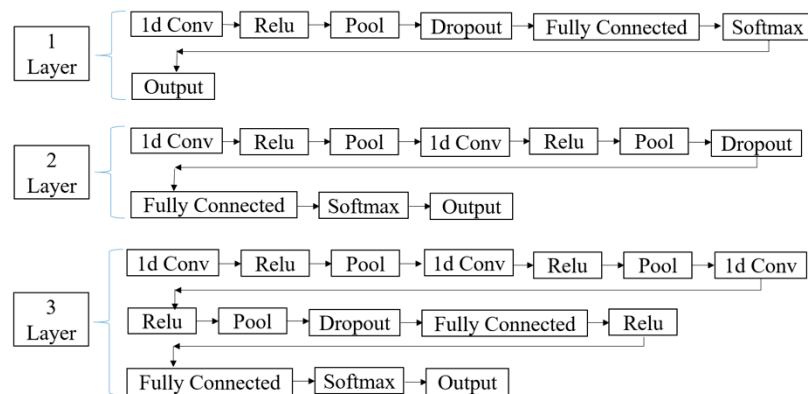 1
Layer
1d Conv Relu Pool Dropout Fully Connected Softmax
Output
2
Layer
1d Conv Relu Pool 1d Conv Relu Pool Dropout
Fully Connected Softmax Output
3
Layer
1d Conv Relu Pool 1d Conv Relu Pool 1d Conv
Relu Pool Dropout Fully Connected Relu
Fully Connected Softmax Output